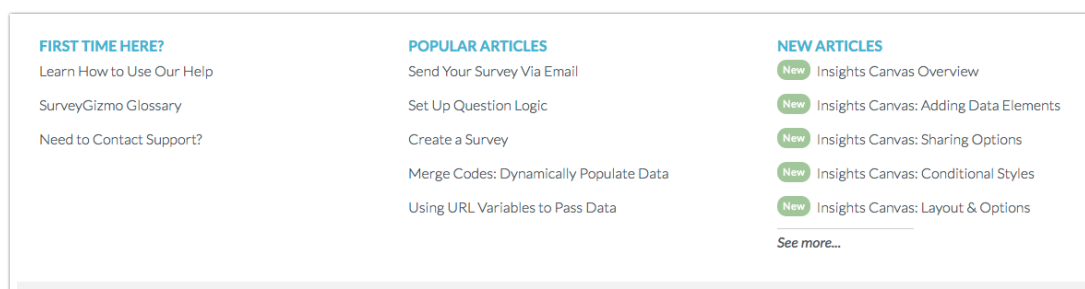 FIRST TIME HERE?
Learn How to Use Our Help
SurveyGizmo Glossary
Need to Contact Support?
POPULAR ARTICLES
Send Your Survey Via Email
Set Up Question Logic
Create a Survey
Merge Codes: Dynamically Populate Data
Using URL Variables to Pass Data
NEW ARTICLES
New Insights Canvas Overview
New Insights Canvas: Adding Data Elements
New Insights Canvas: Sharing Options
New Insights Canvas: Conditional Styles
New Insights Canvas: Layout & Options
See more...